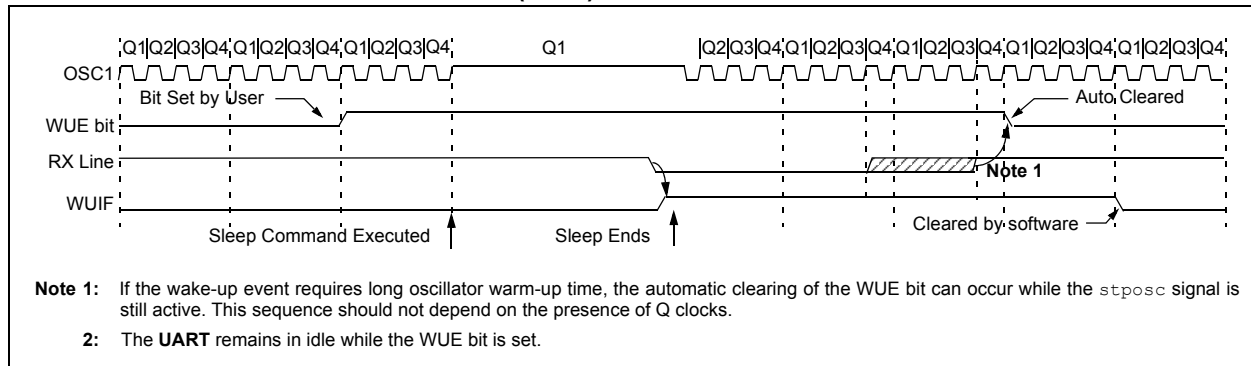 Q1|Q2|Q3|Q4|Q1|Q2|Q3|Q4|Q1|Q2|Q3|Q4 Q1 |Q2|Q3|Q4|Q1|Q2|Q3|Q4|Q1|Q2|Q3|Q4|Q1|Q2|Q3|Q4|Q1|Q2|Q3|Q4
OSC1
Bit Set by User
Auto Cleared
WUE bit
RX Line
Note 1
WUIF
Cleared by software
Sleep Command Executed
Sleep Ends
Note 1: If the wake-up event requires long oscillator warm-up time, the automatic clearing of the WUE bit can occur while the stposc signal is
still active. This sequence should not depend on the presence of Q clocks.
2: The UART remains in idle while the WUE bit is set.